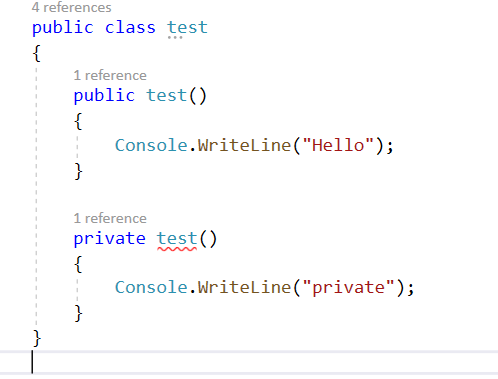 4 references
public class test
{
1 reference
public test()
{
Console.WriteLine("Hello");
}
1 reference
private test()
{
Console.WriteLine("private");
}
}